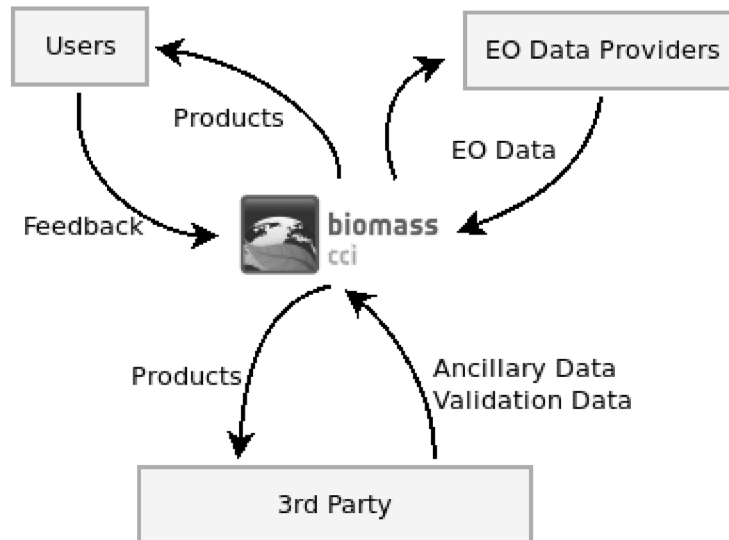 Users
EO Data Providers
Products
EO Data
Feedback
biomass
cci
Products
Ancillary Data
Validation Data
3rd Party